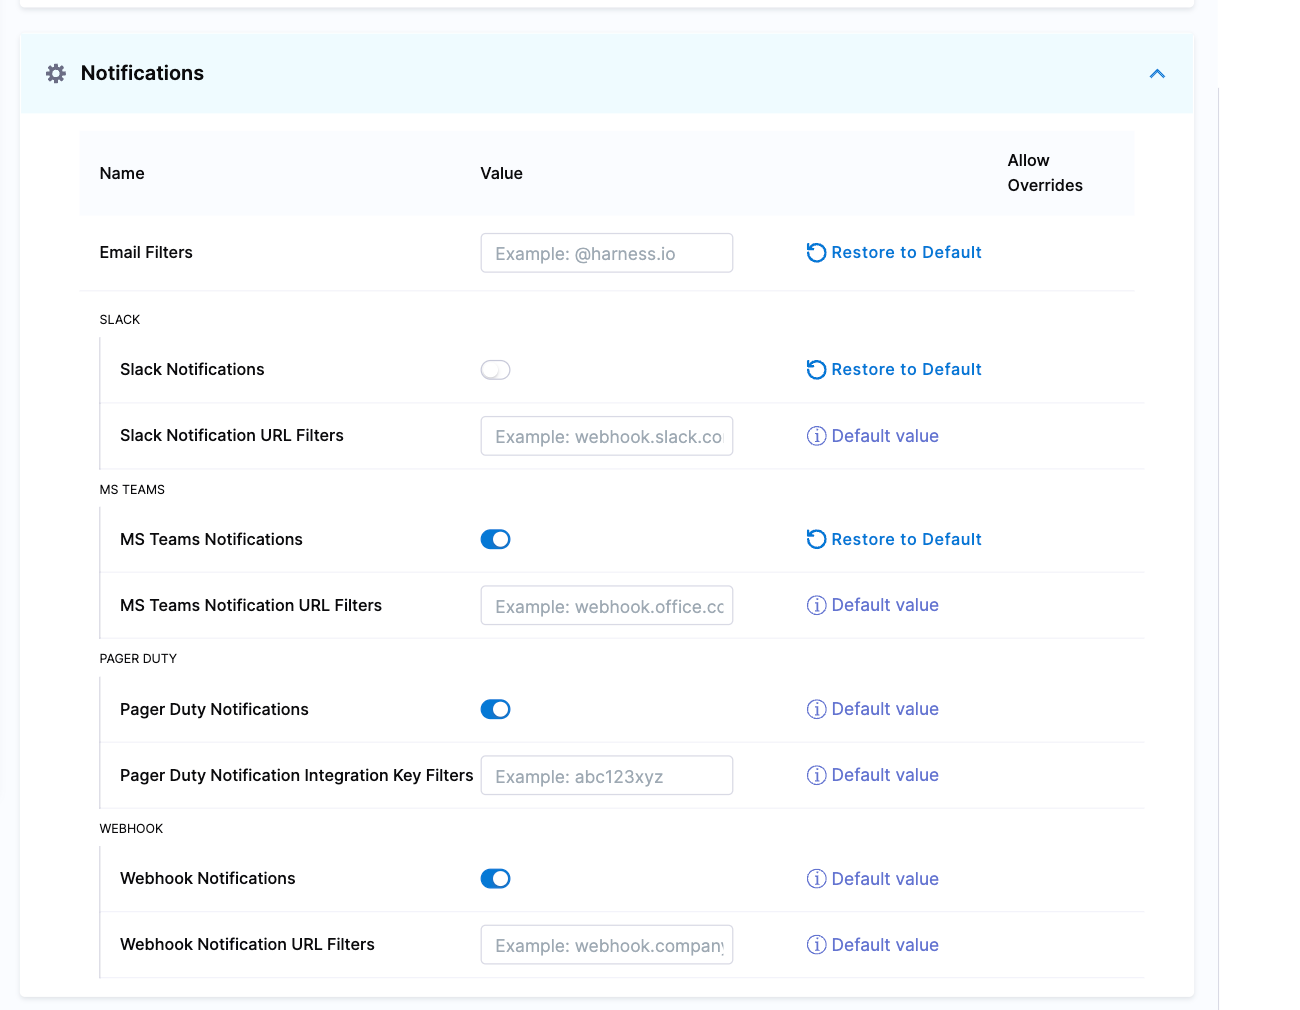 Notifications
Name
Value
Allow
Overrides
Email Filters
Example: @harness.io
Restore to Default
SLACK
Slack Notifications
Restore to Default
Slack Notification URL Filters
Example: webhook.slack.co
Default value
MS TEAMS
MS Teams Notifications
Restore to Default
MS Teams Notification URL Filters
Example: webhook.office.cc
Default value
PAGER DUTY
Pager Duty Notifications
Default value
Pager Duty Notification Integration Key Filters
Example: abc123xyz
Default value
WEBHOOK
Webhook Notifications
Default value
Webhook Notification URL Filters
Example: webhook.company
Default value